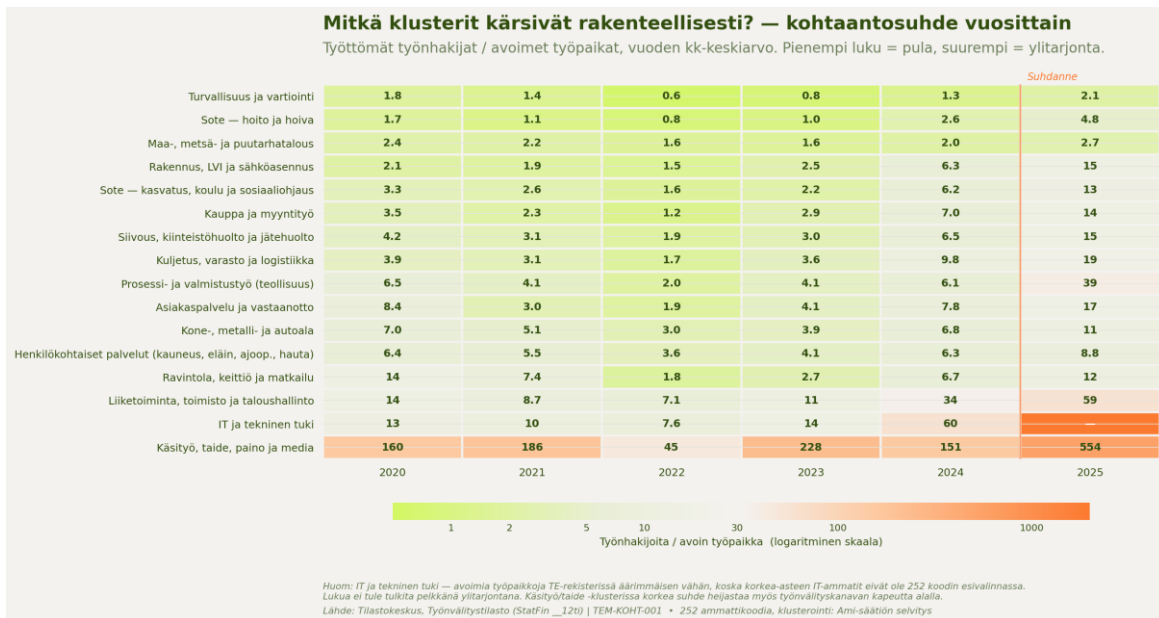 Mitkä klusterit kärsivät rakenteellisesti? — kohtaantosuhde vuosittain
Työttömät työnhakijat / avoimet työpaikat, vuoden kk-keskiarvo. Pienempi luku = pula, suurempi = ylitarjonta.
Suhdanne
Turvallisuus ja vartiointi 1.8 1.4 0.6 0.8 1.3 2.1
Sote — hoito ja hoiva 1.7 1.1 0.8 1.0 2.6 4.8
Maa-, metsä- ja puutarhatalous 2.4 2.2 1.6 1.6 2.0 2.7
Rakennus, LVI ja sähköasennus 2.1 1.9 1.5 2.5 6.3 15
Sote — kasvatus, koulu ja sosiaaliohjaus 3.3 2.6 1.6 2.2 6.2 13
Kauppa ja myyntityö 3.5 2.3 1.2 2.9 7.0 14
Siivous, kiinteistöhuolto ja jätehuolto 4.2 3.1 1.9 3.0 6.5 15
Kuljetus, varasto ja logistiikka 3.9 3.1 1.7 3.6 9.8 19
Prosessi- ja valmistustyö (teollisuus) 6.5 4.1 2.0 4.1 6.1 39
Asiakaspalvelu ja vastaanotto 8.4 3.0 1.9 4.1 7.8 17
Kone-, metalli- ja autoala 7.0 5.1 3.0 3.9 6.8 11
Henkilökohtaiset palvelut (kauneus, eläin, ajoop., hauta) 6.4 5.5 3.6 4.1 6.3 8.8
Ravintola, keittiö ja matkailu 14 7.4 1.8 2.7 6.7 12
Liiketoiminta, toimisto ja taloushallinto 14 8.7 7.1 11 34 59
IT ja tekninen tuki 13 10 7.6 14 60 —
Käsityö, taide, paino ja media 160 186 45 228 151 554
2020 2021 2022 2023 2024 2025
1 2 5 10 30 100 1000
Työnhakijoita / avoin työpaikka (logaritminen skaala)
Huom: IT ja tekninen tuki — avoimia työpaikkoja TE-rekisterissä äärimmäisen vähän, koska korkea-asteen IT-ammatit eivät ole 252 koodin esivalinnassa.
Lukua ei tule tulkita pelkkänä ylitarjontana. Käsityö/taide -klusterissa korkea suhde heijastaa myös työnvälityskanavan kapeutta alalla.
Lähde: Tilastokeskus, Työnvälitystilasto (StatFin __12ti) | TEM-KOHT-001 • 252 ammattikoodia, klusterointi: Ami-säätiön selvitys